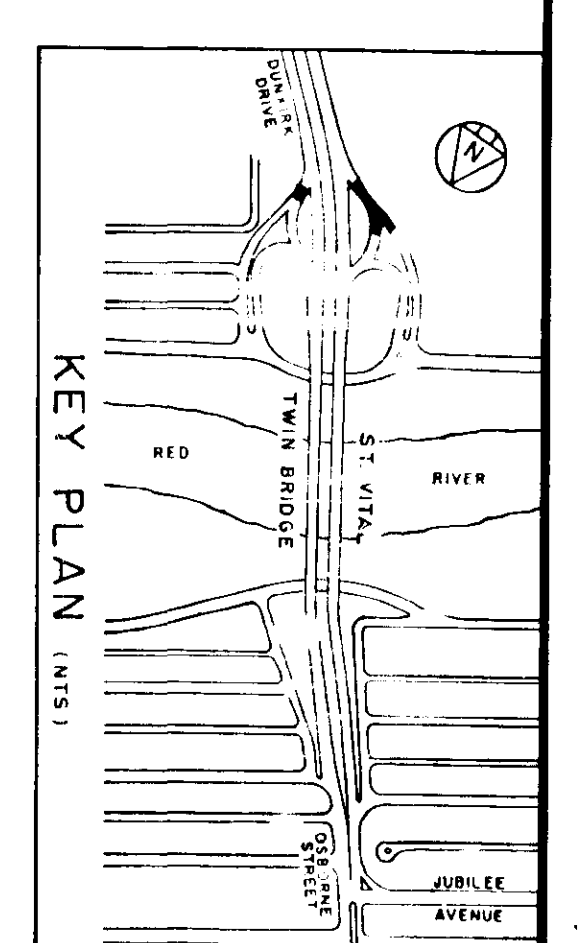 DUNKIRK
DRIVE
N
ST. VITAL
TWIN BRIDGE
RED
RIVER
OSBORNE
STREET
JUBILEE
AVENUE
KEY PLAN (NTS)